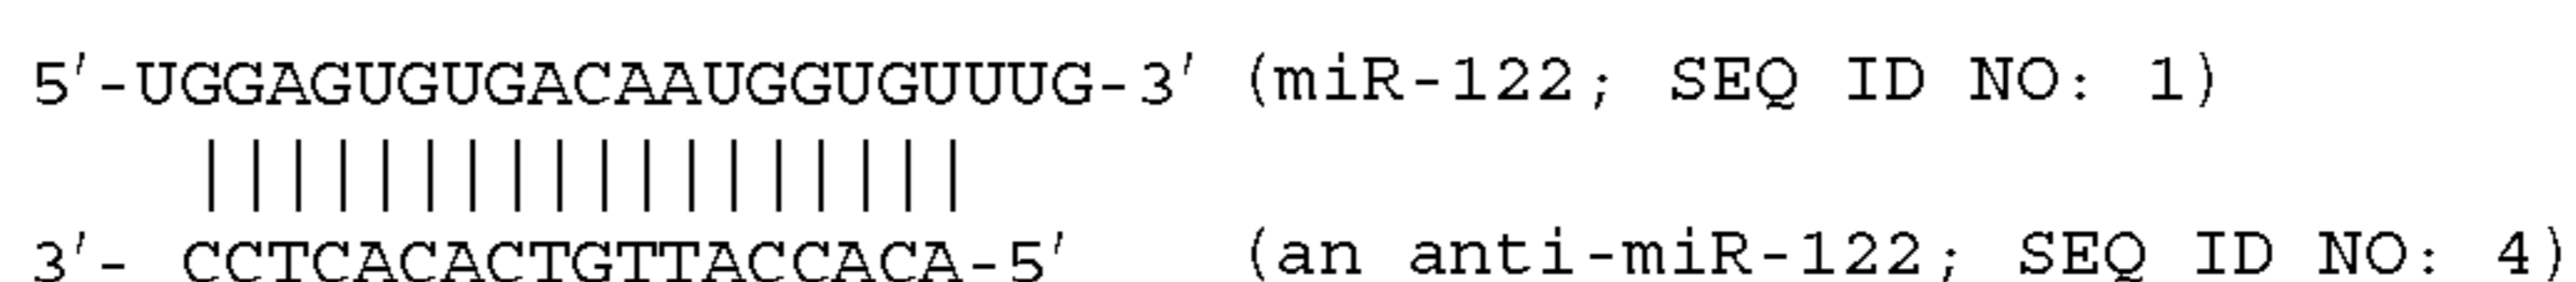 5'-UGGAGUGUGACAAUGGUGUUUG-3' (miR-122; SEQ ID NO: 1)
||||||||||||||||||
3'- CCTCACACTGTTACCACA-5' (an anti-miR-122; SEQ ID NO: 4)